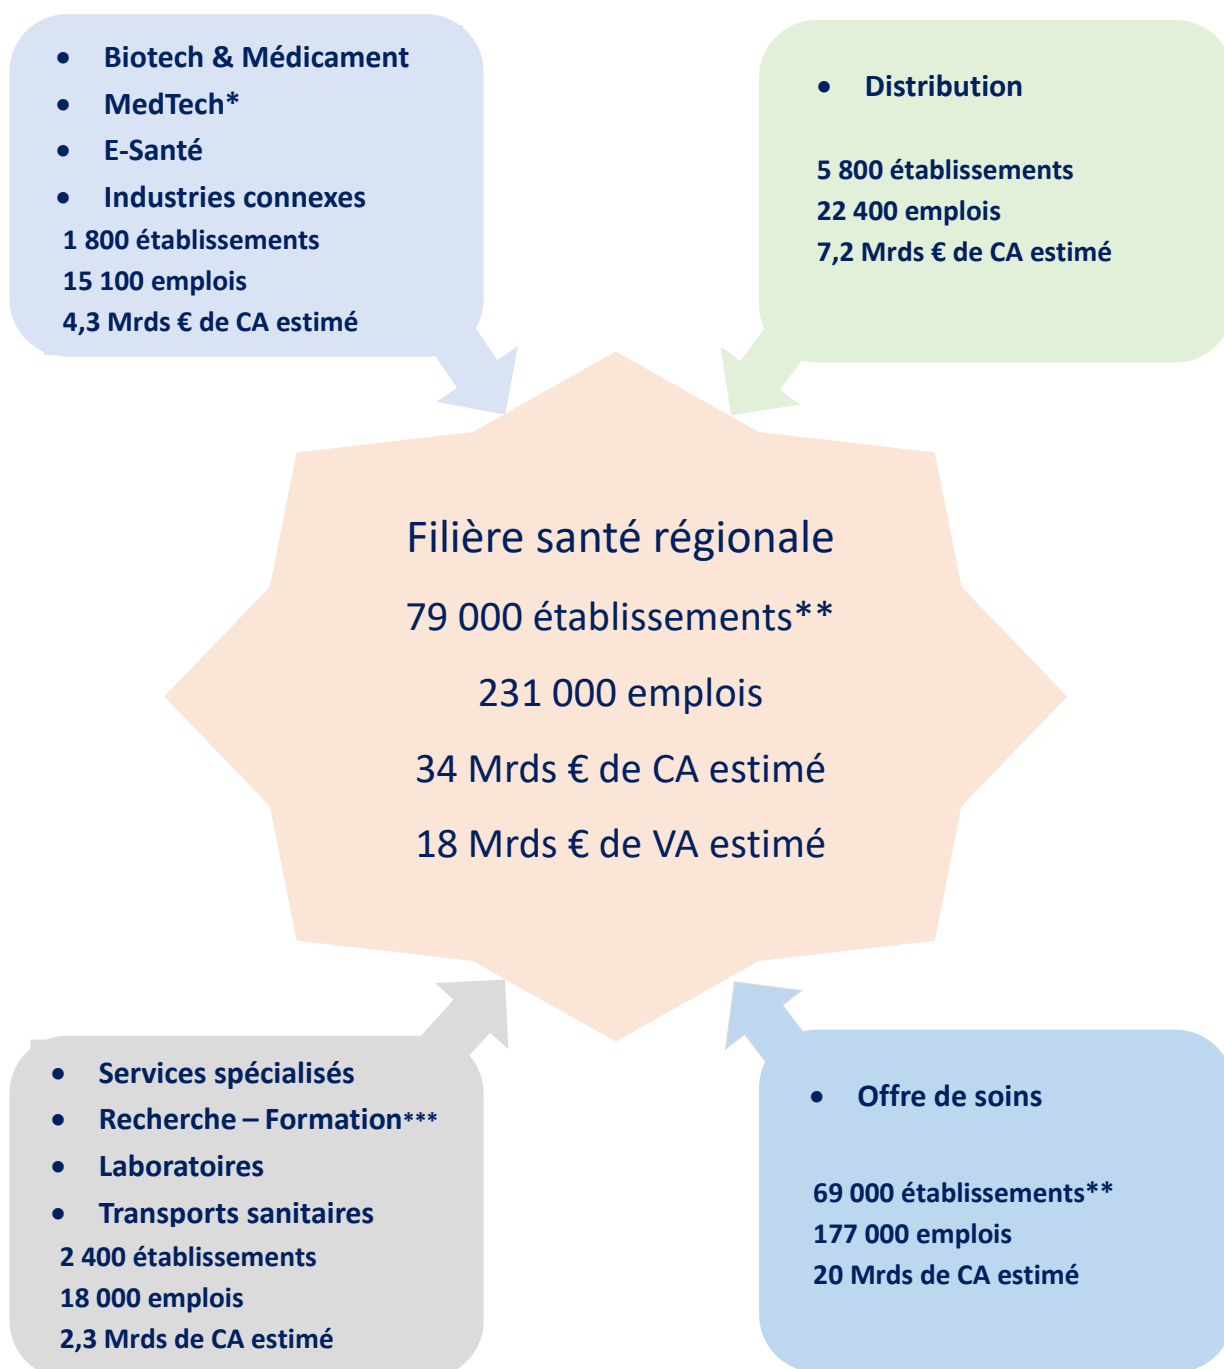 • Biotech & Médicament
• MedTech*
• E-Santé
• Industries connexes
1 800 établissements
15 100 emplois
4,3 Mrds € de CA estimé
• Distribution
5 800 établissements
22 400 emplois
7,2 Mrds € de CA estimé
Filière santé régionale
79 000 établissements**
231 000 emplois
34 Mrds € de CA estimé
18 Mrds € de VA estimé
• Services spécialisés
• Recherche – Formation***
• Laboratoires
• Transports sanitaires
2 400 établissements
18 000 emplois
2,3 Mrds de CA estimé
• Offre de soins
69 000 établissements**
177 000 emplois
20 Mrds de CA estimé